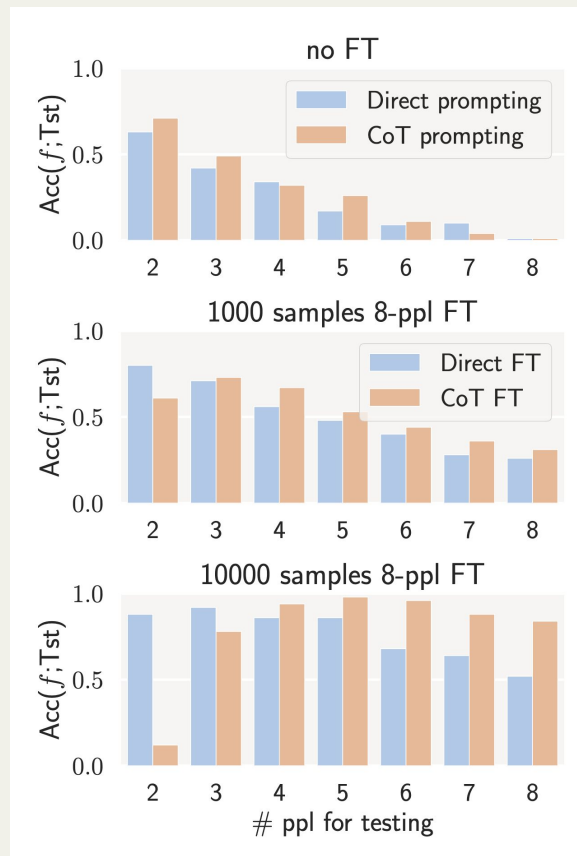 no FT
1.0
0.5
0.0
Acc(f;Tst)
Direct prompting
CoT prompting
2 3 4 5 6 7 8
1000 samples 8-ppl FT
1.0
0.5
0.0
Acc(f;Tst)
Direct FT
CoT FT
2 3 4 5 6 7 8
10000 samples 8-ppl FT
1.0
0.5
0.0
Acc(f;Tst)
2 3 4 5 6 7 8
# ppl for testing